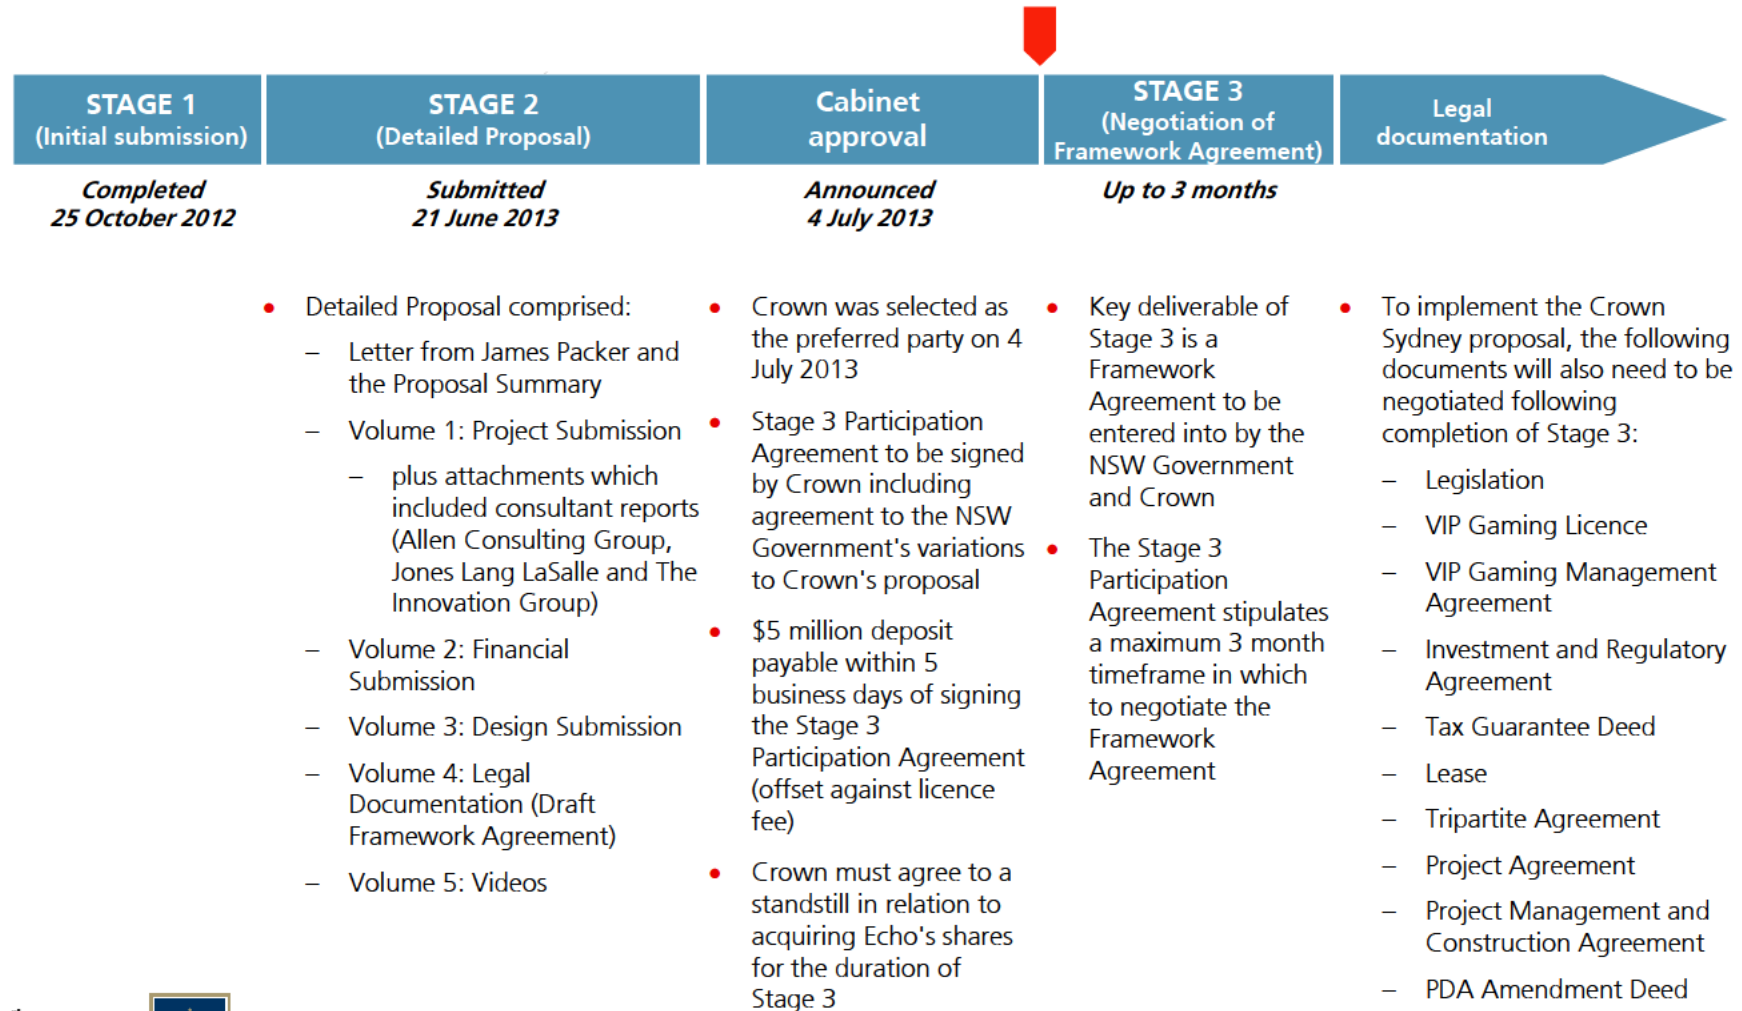 STAGE 1
(Initial submission)
STAGE 2
(Detailed Proposal)
Cabinet
approval
STAGE 3
(Negotiation of
Framework Agreement)
Legal
documentation
Completed
25 October 2012
Submitted
21 June 2013
Announced
4 July 2013
Up to 3 months
• Detailed Proposal comprised:
– Letter from James Packer and
the Proposal Summary
– Volume 1: Project Submission
– plus attachments which
included consultant reports
(Allen Consulting Group,
Jones Lang LaSalle and The
Innovation Group)
– Volume 2: Financial
Submission
– Volume 3: Design Submission
– Volume 4: Legal
Documentation (Draft
Framework Agreement)
– Volume 5: Videos
• Crown was selected as
the preferred party on 4
July 2013
• Stage 3 Participation
Agreement to be signed
by Crown including
agreement to the NSW
Government's variations
to Crown's proposal
• $5 million deposit
payable within 5
business days of signing
the Stage 3
Participation Agreement
(offset against licence
fee)
• Crown must agree to a
standstill in relation to
acquiring Echo's shares
for the duration of
Stage 3
• Key deliverable of
Stage 3 is a
Framework
Agreement to be
entered into by the
NSW Government
and Crown
• The Stage 3
Participation
Agreement stipulates
a maximum 3 month
timeframe in which
to negotiate the
Framework
Agreement
• To implement the Crown
Sydney proposal, the following
documents will also need to be
negotiated following
completion of Stage 3:
– Legislation
– VIP Gaming Licence
– VIP Gaming Management
Agreement
– Investment and Regulatory
Agreement
– Tax Guarantee Deed
– Lease
– Tripartite Agreement
– Project Agreement
– Project Management and
Construction Agreement
– PDA Amendment Deed